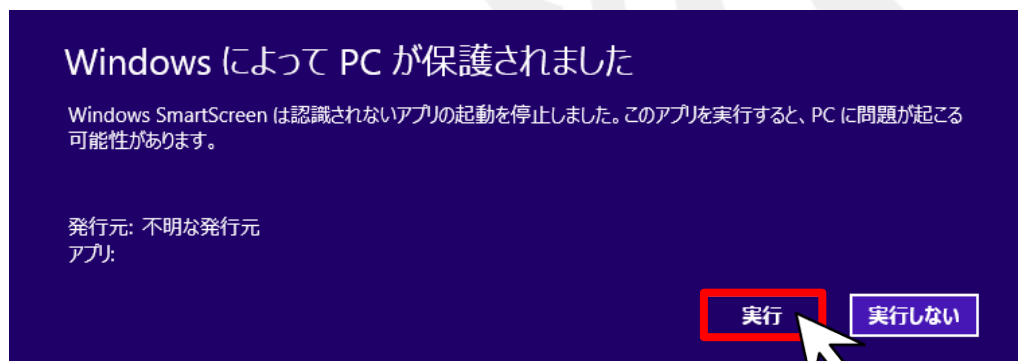 Windows によって PC が保護されました
Windows SmartScreen は認識されないアプリの起動を停止しました。このアプリを実行すると、PC に問題が起こる
可能性があります。
発行元: 不明な発行元
アプリ:
実行 実行しない